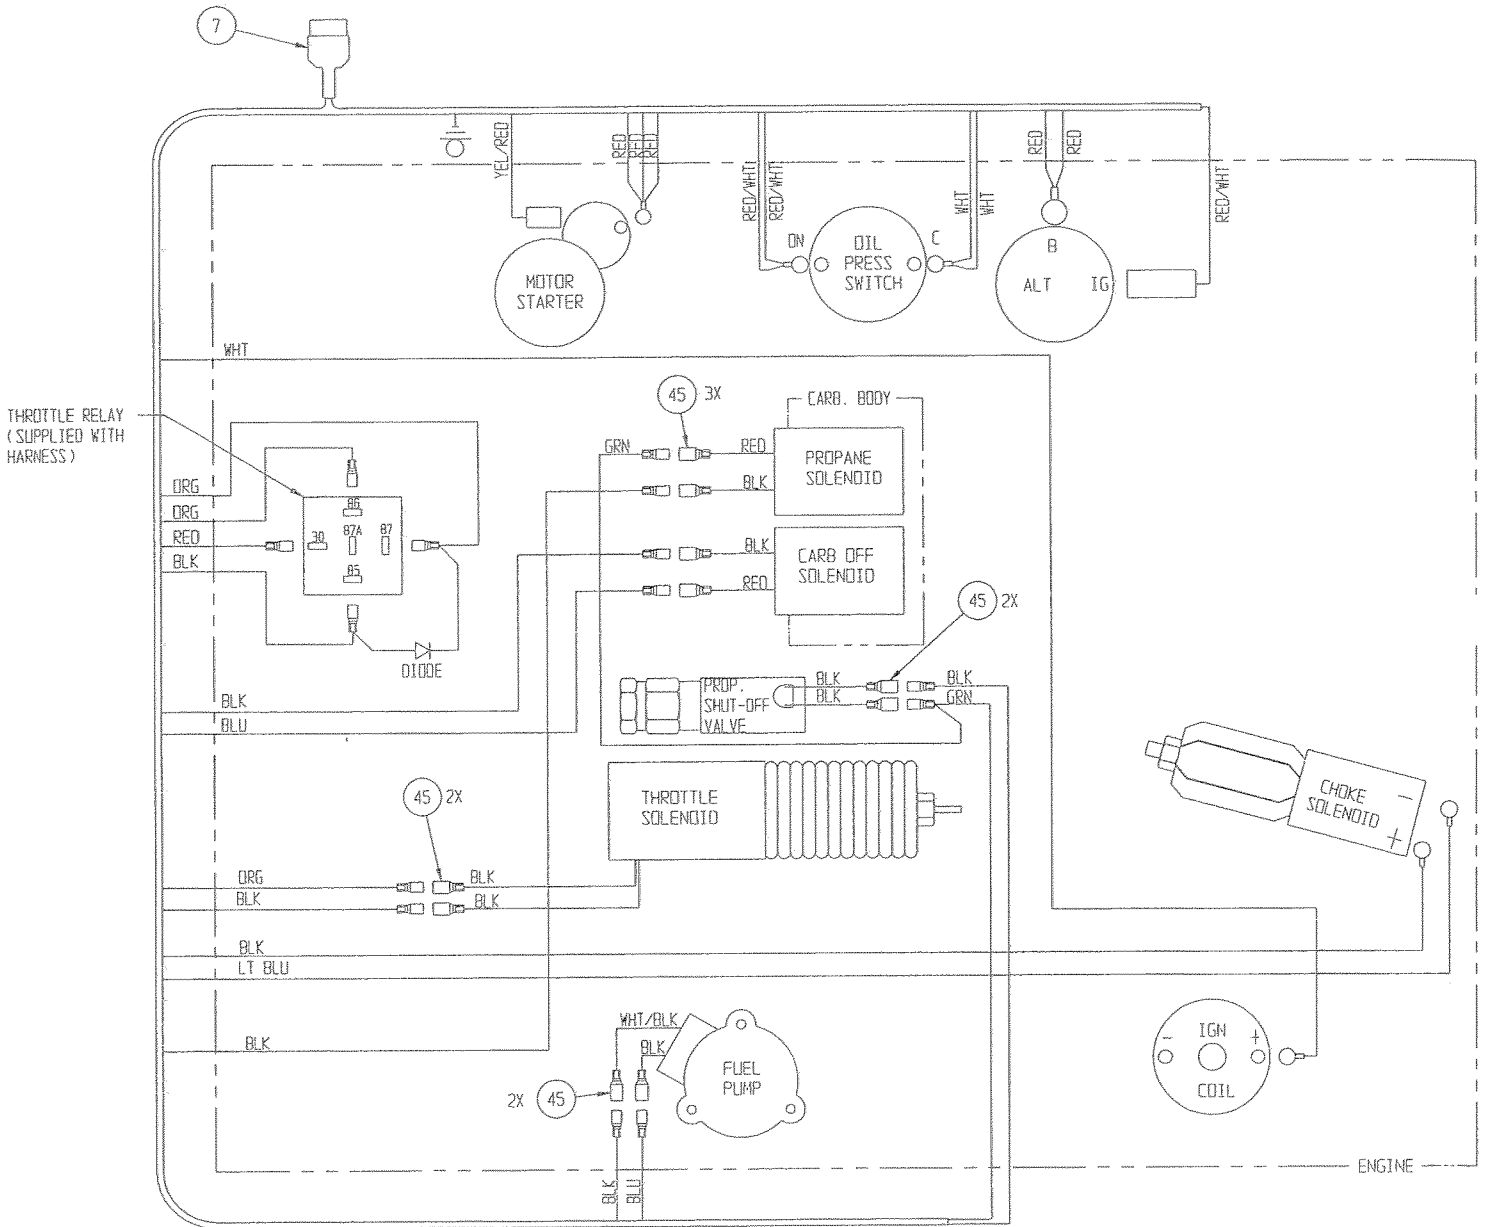 7
YEL/RED
RED
RED
RED
RED/WHT
RED/WHT
WHT
WHT
RED
RED
RED/WHT
MOTOR
STARTER
ON
OIL
PRESS
SWITCH
C
B
ALT
IG
WHT
THROTTLE RELAY
(SUPPLIED WITH
HARNESS)
ORG
ORG
RED
BLK
86
30
87A
87
85
DIODE
45 3X
CARB. BODY
GRN
RED
PROPANE
SOLENOID
BLK
BLK
CARB OFF
SOLENOID
RED
45 2X
BLK
BLU
PROP.
SHUT-OFF
VALVE
BLK
BLK
BLK
GRN
THROTTLE
SOLENOID
CHOKE
SOLENOID
-
+
45 2X
ORG
BLK
BLK
BLK
BLK
LT BLU
BLK
WHT/BLK
BLK
FUEL
PUMP
2X 45
BLK
BLU
- IGN +
COIL
ENGINE